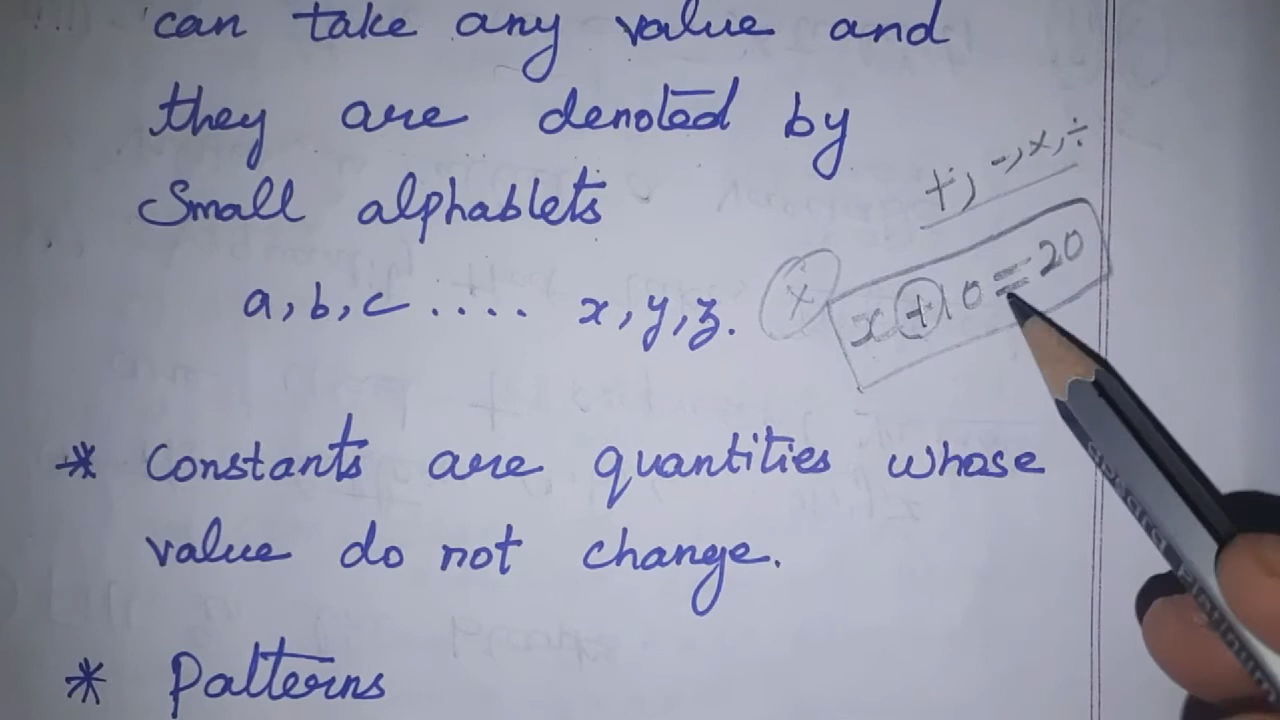 can take any value and
they are denoted by
Small alphablets
+, -, x, ÷
a, b, c .... x, y, z.
x
x + 10 = 20
* Constants are quantities whose
value do not change.
* Patterns
Platinum